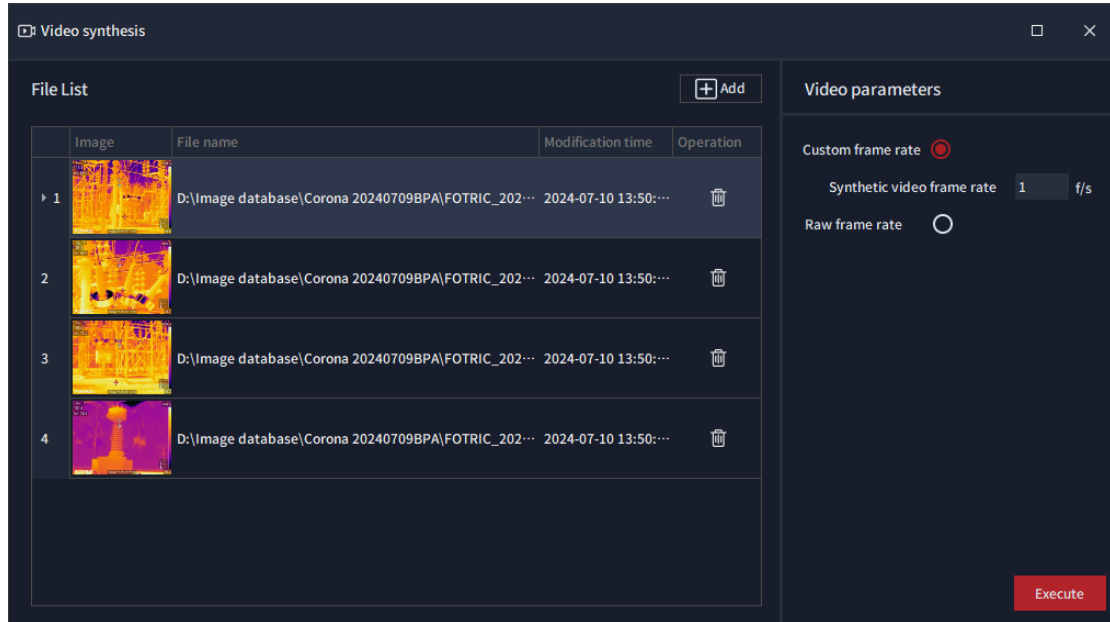 Video synthesis
File List
Add
Video parameters
Image File name Modification time Operation
Custom frame rate
1 D:\Image database\Corona 20240709BPA\FOTRIC_202··· 2024-07-10 13:50:···
Synthetic video frame rate 1 f/s
Raw frame rate
2 D:\Image database\Corona 20240709BPA\FOTRIC_202··· 2024-07-10 13:50:···
3 D:\Image database\Corona 20240709BPA\FOTRIC_202··· 2024-07-10 13:50:···
4 D:\Image database\Corona 20240709BPA\FOTRIC_202··· 2024-07-10 13:50:···
Execute